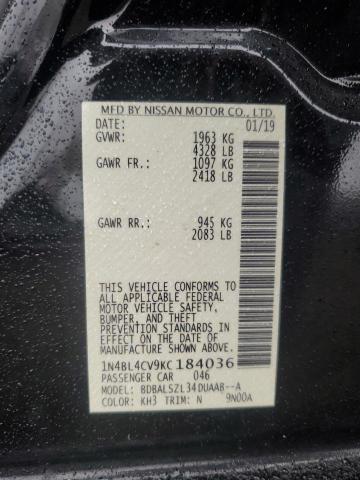 MFD BY NISSAN MOTOR CO., LTD.
DATE: 01/19
GVWR: 1963 KG
4328 LB
GAWR FR.: 1097 KG
2418 LB
GAWR RR.: 945 KG
2083 LB
THIS VEHICLE CONFORMS TO
ALL APPLICABLE FEDERAL
MOTOR VEHICLE SAFETY,
BUMPER, AND THEFT
PREVENTION STANDARDS
IN EFFECT ON THE DATE OF
MANUFACTURE SHOWN ABOVE.
1N4BL4CV9KC184036
PASSENGER CAR 046
MODEL: BDBALSZL34DUAAB--A
COLOR: KH3 TRIM: N 9N00A